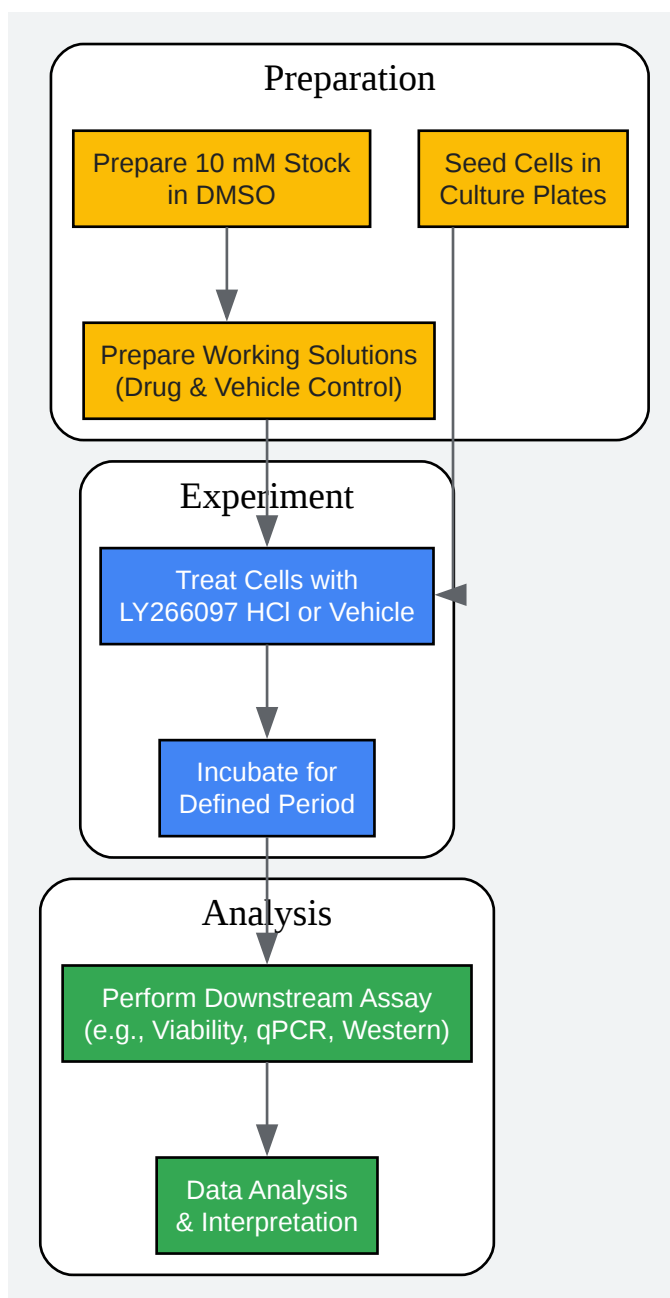 Preparation
Prepare 10 mM Stock
in DMSO
Seed Cells in
Culture Plates
Prepare Working Solutions
(Drug & Vehicle Control)
Experiment
Treat Cells with
LY266097 HCl or Vehicle
Incubate for
Defined Period
Analysis
Perform Downstream Assay
(e.g., Viability, qPCR, Western)
Data Analysis
& Interpretation